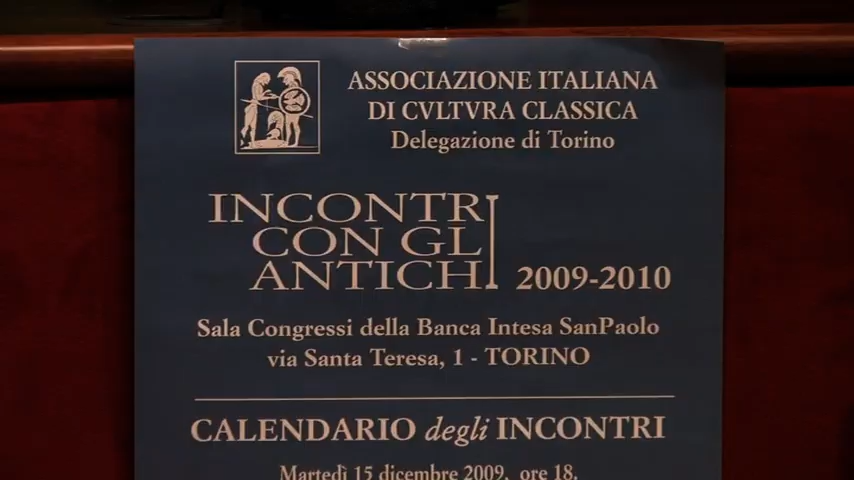 ASSOCIAZIONE ITALIANA
DI CVLTVRA CLASSICA
Delegazione di Torino
INCONTRI
CON GLI
ANTICHI 2009-2010
Sala Congressi della Banca Intesa SanPaolo
via Santa Teresa, 1 - TORINO
CALENDARIO degli INCONTRI
Martedì 15 dicembre 2009, ore 18.